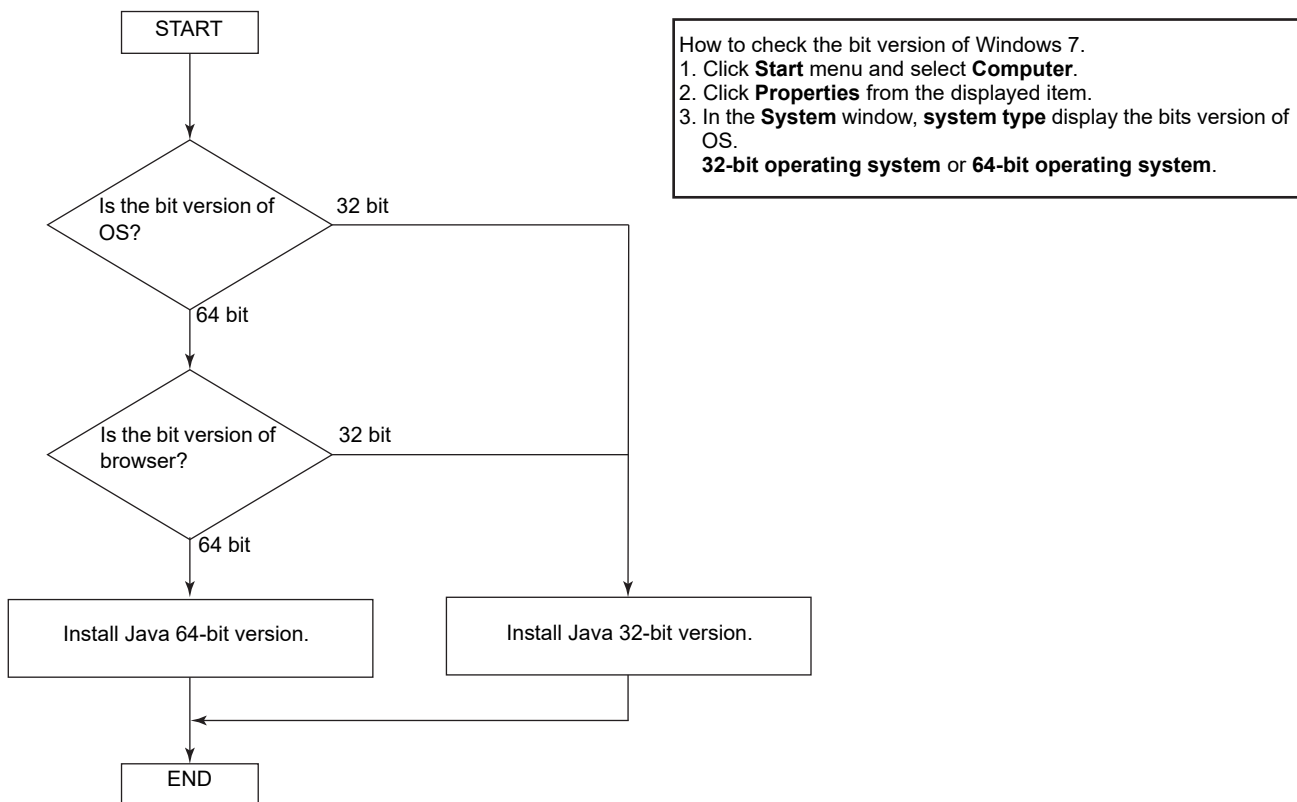 START
How to check the bit version of Windows 7.
1. Click Start menu and select Computer.
2. Click Properties from the displayed item.
3. In the System window, system type display the bits version of
OS.
32-bit operating system or 64-bit operating system.
Is the bit version of
OS?
32 bit
64 bit
Is the bit version of
browser?
32 bit
64 bit
Install Java 64-bit version.
Install Java 32-bit version.
END